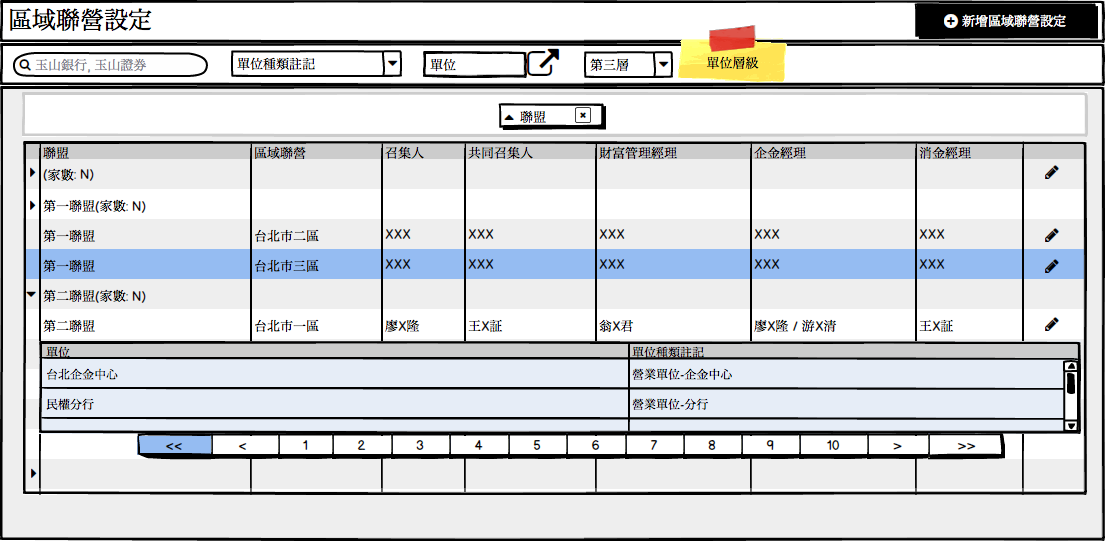 區域聯營設定
新增區域聯營設定
玉山銀行, 玉山證券
單位種類註記
單位
第三層
單位層級
聯盟
聯盟 區域聯營 召集人 共同召集人 財富管理經理 企金經理 消金經理
(家數: N)
第一聯盟(家數: N)
第一聯盟 台北市二區 XXX XXX XXX XXX XXX
第一聯盟 台北市三區 XXX XXX XXX XXX XXX
第二聯盟(家數: N)
第二聯盟 台北市一區 廖X隆 王X証 翁X君 廖X隆 / 游X清 王X証
單位 單位種類註記
台北企金中心 營業單位-企金中心
民權分行 營業單位-分行
<< < 1 2 3 4 5 6 7 8 9 10 > >>